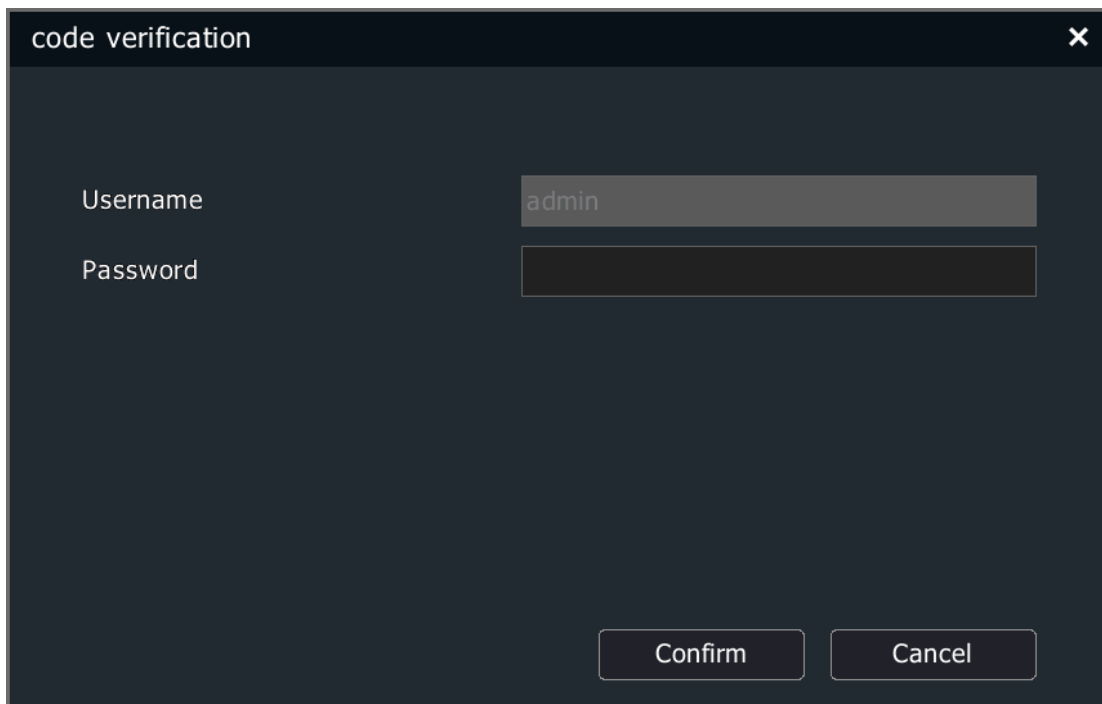 code verification
Username
admin
Password
Confirm
Cancel